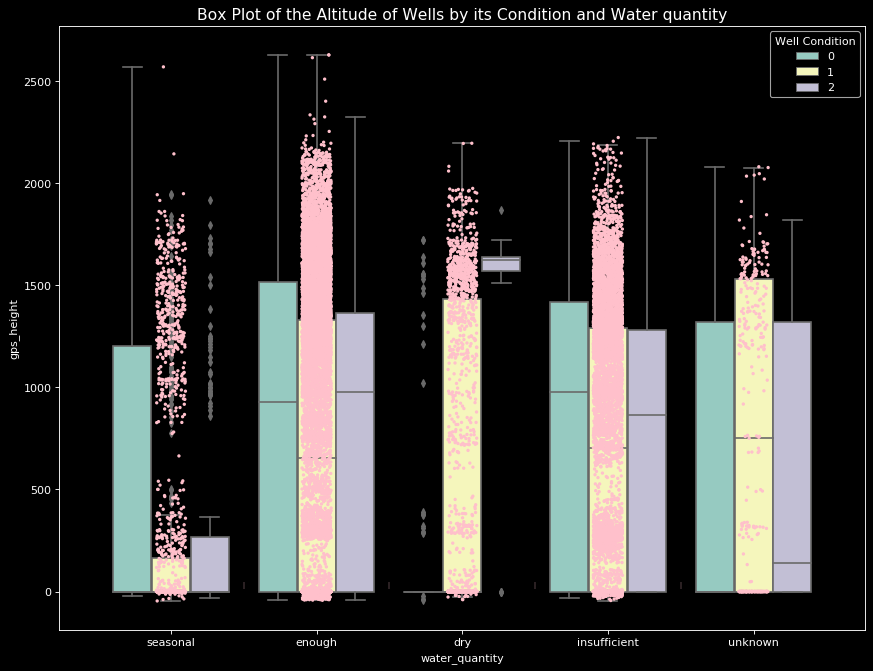 Box Plot of the Altitude of Wells by its Condition and Water quantity
Well Condition
0
1
2
2500
2000
1500
1000
500
0
gps_height
seasonal
enough
dry
insufficient
unknown
water_quantity